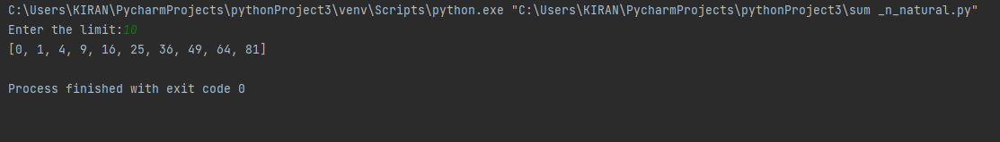 C:\Users\KIRAN\PycharmProjects\pythonProject3\venv\Scripts\python.exe "C:\Users\KIRAN\PycharmProjects\pythonProject3\sum _n_natural.py"
Enter the limit:10
[0, 1, 4, 9, 16, 25, 36, 49, 64, 81]
Process finished with exit code 0